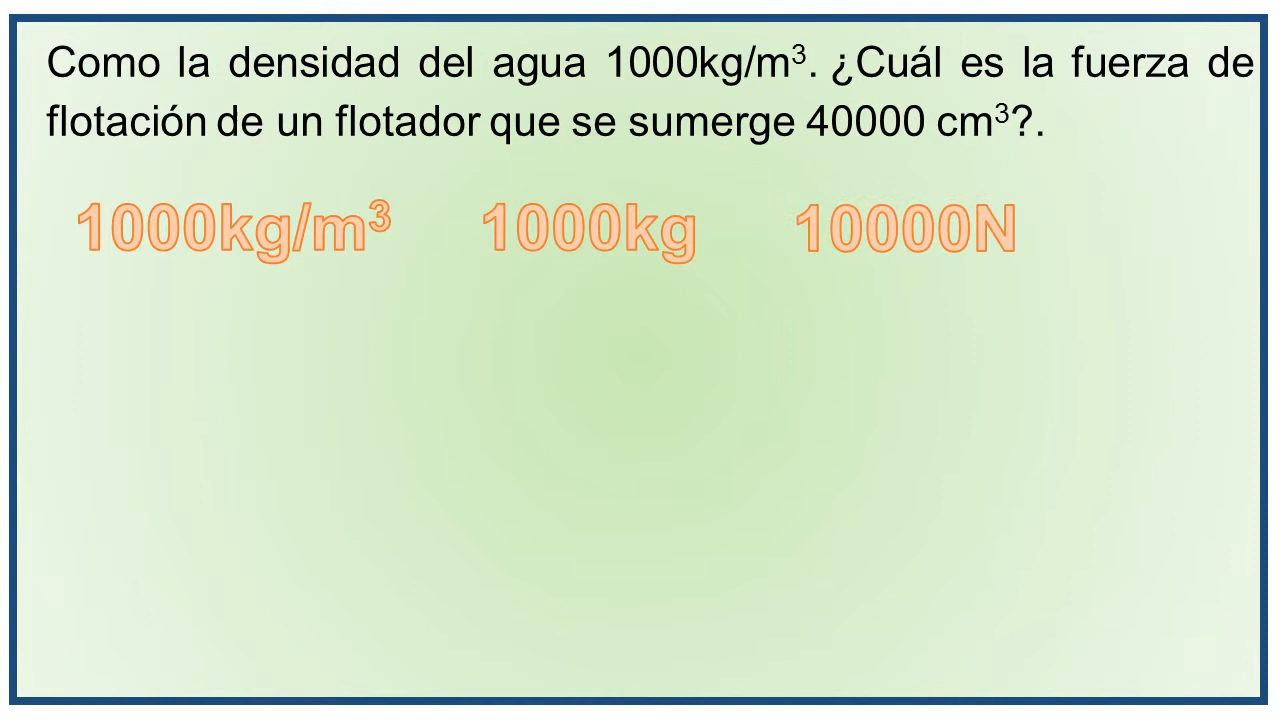 Como la densidad del agua 1000kg/m³. ¿Cuál es la fuerza de
flotación de un flotador que se sumerge 40000 cm³?.
1000kg/m³ 1000kg 10000N